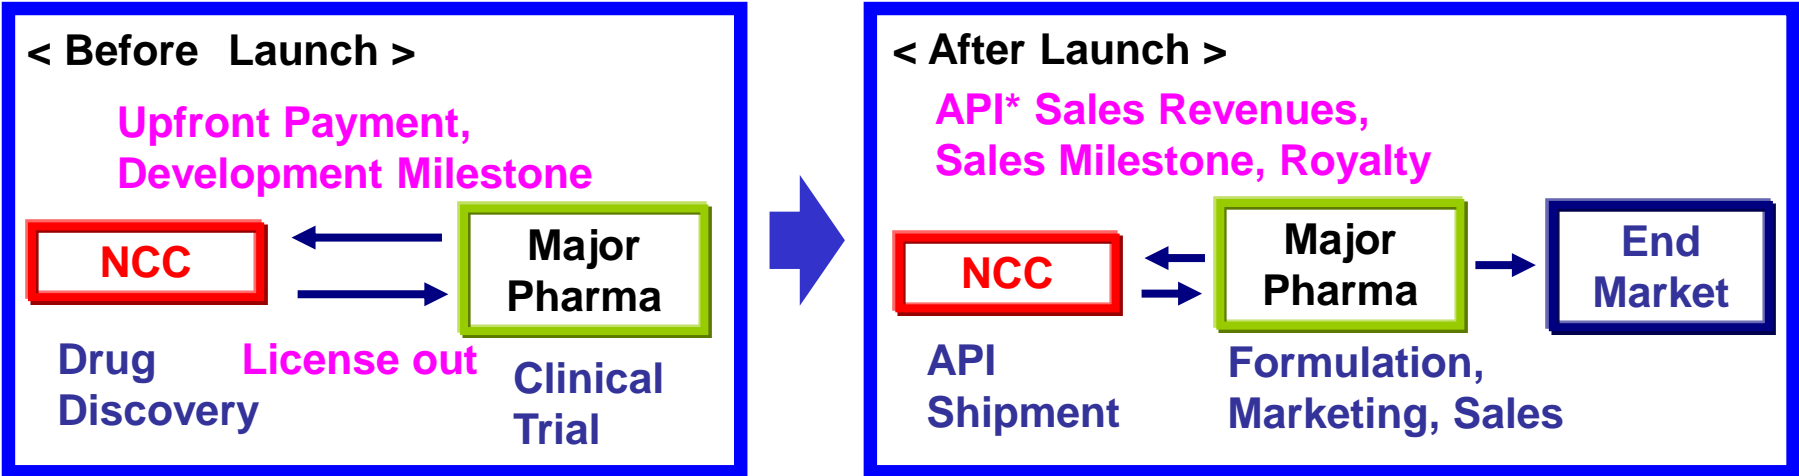 < Before Launch >
Upfront Payment,
Development Milestone
NCC
Major
Pharma
Drug
Discovery
License out
Clinical
Trial
< After Launch >
API* Sales Revenues,
Sales Milestone, Royalty
NCC
Major
Pharma
End
Market
API
Shipment
Formulation,
Marketing, Sales